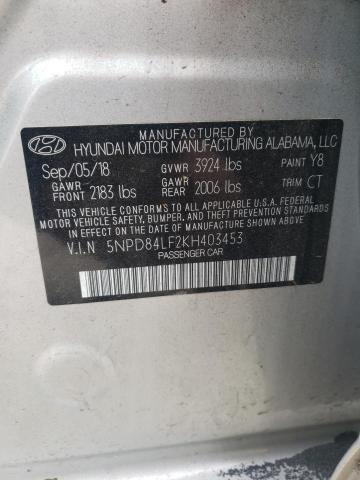 MANUFACTURED BY
HYUNDAI MOTOR MANUFACTURING ALABAMA, LLC
Sep/05/18 GVWR 3924 lbs PAINT Y8
GAWR FRONT 2183 lbs GAWR REAR 2006 lbs TRIM CT
THIS VEHICLE CONFORMS TO ALL APPLICABLE U.S.A. FEDERAL
MOTOR VEHICLE SAFETY, BUMPER, AND THEFT PREVENTION STANDARDS
IN EFFECT ON THE DATE OF MANUFACTURE SHOWN ABOVE.
V.I.N 5NPD84LF2KH403453
PASSENGER CAR